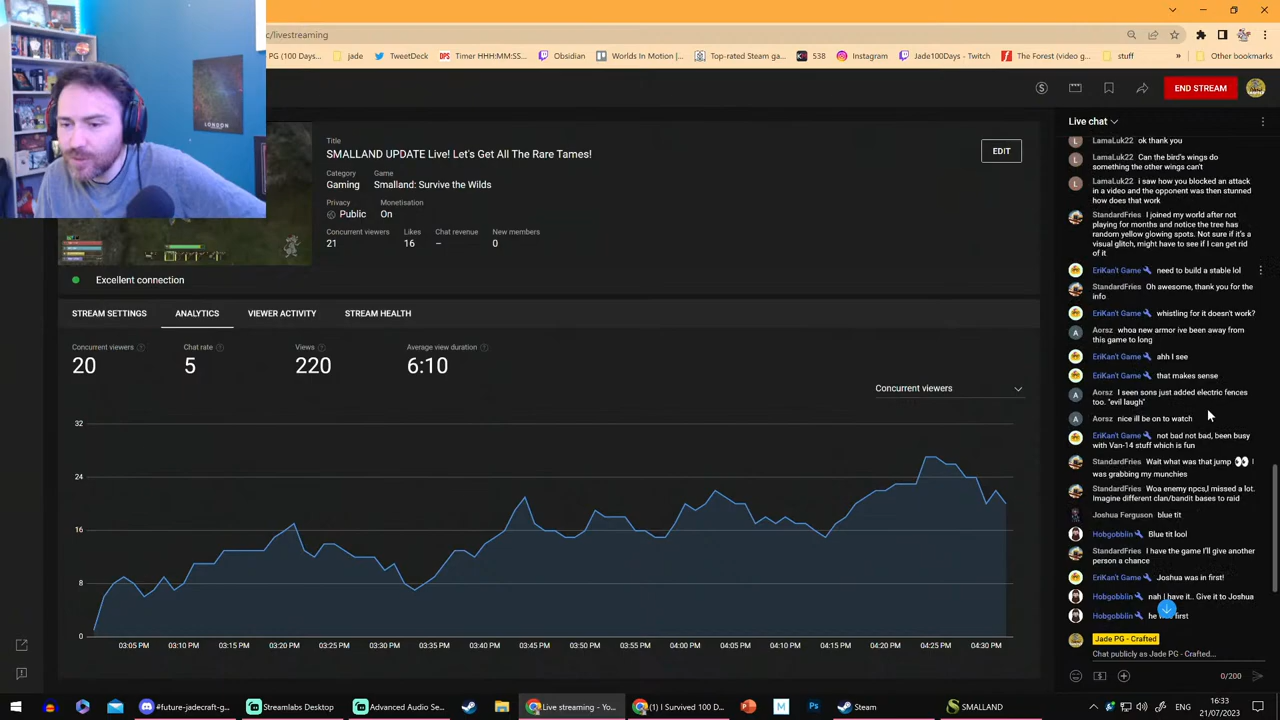 c/livestreaming
PG (100 Days...
jade
TweetDeck
Timer HHH:MM:SS...
Obsidian
Worlds In Motion |...
Top-rated Steam ga...
538
Instagram
Jade100Days - Twitch
The Forest (video g...
stuff
»
Other bookmarks
LONDON
END STREAM
Title
SMALLAND UPDATE Live! Let's Get All The Rare Tames!
EDIT
Category
Game
Gaming
Smalland: Survive the Wilds
Privacy
Monetisation
Public
On
Concurrent viewers
Likes
Chat revenue
New members
21
16
–
0
Excellent connection
STREAM SETTINGS
ANALYTICS
VIEWER ACTIVITY
STREAM HEALTH
Concurrent viewers
Chat rate
Views
Average view duration
20
5
220
6:10
Concurrent viewers
32
24
16
8
0
03:05 PM
03:10 PM
03:15 PM
03:20 PM
03:25 PM
03:30 PM
03:35 PM
03:40 PM
03:45 PM
03:50 PM
03:55 PM
04:00 PM
04:05 PM
04:10 PM
04:15 PM
04:20 PM
04:25 PM
04:30 PM
Live chat
LamaLuk22 ok thank you
LamaLuk22 Can the bird's wings do
something the other wings can't
LamaLuk22 i saw how you blocked an attack
in a video and the opponent was then stunned
how does that work
StandardFries I joined my world after not
playing for months and notice the tree has
random yellow glowing spots. Not sure if it's a
visual glitch, might have to see if I can get rid
of it
EriKan't Game need to build a stable lol
StandardFries Oh awesome, thank you for the
info
EriKan't Game whistling for it doesn't work?
Aorsz whoa new armor ive been away from
this game to long
EriKan't Game ahh I see
EriKan't Game that makes sense
Aorsz I seen sons just added electric fences
too. "evil laugh"
Aorsz nice ill be on to watch
EriKan't Game not bad not bad, been busy
with Van-14 stuff which is fun
StandardFries Wait what was that jump 👀 I
was grabbing my munchies
StandardFries Woa enemy npcs,I missed a lot.
Imagine different clan/bandit bases to raid
Joshua Ferguson blue tit
Hobgobblin Blue tit lool
StandardFries I have the game I'll give another
person a chance
EriKan't Game Joshua was in first!
Hobgobblin nah I have it.. Give it to Joshua
Hobgobblin he was first
Jade PG - Crafted
Chat publicly as Jade PG - Crafted...
0/200
#future-jadecraft-g...
Streamlabs Desktop
Advanced Audio Se...
Live streaming - Yo...
(1) I Survived 100 D...
Steam
SMALLAND
ENG
16:33
21/07/2023